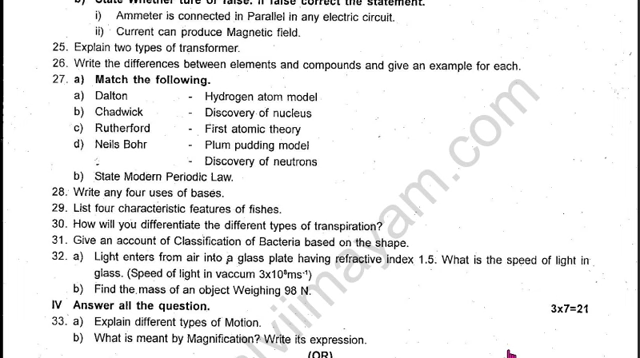 b) State Whether ture or false. If false correct the statement.
i) Ammeter is connected in Parallel in any electric circuit.
ii) Current can produce Magnetic field.
25. Explain two types of transformer.
26. Write the differences between elements and compounds and give an example for each.
27. a) Match the following.
a) Dalton - Hydrogen atom model
b) Chadwick - Discovery of nucleus
c) Rutherford - First atomic theory
d) Neils Bohr - Plum pudding model
- Discovery of neutrons
b) State Modern Periodic Law.
28. Write any four uses of bases.
29. List four characteristic features of fishes.
30. How will you differentiate the different types of transpiration?
31. Give an account of Classification of Bacteria based on the shape.
32. a) Light enters from air into a glass plate having refractive index 1.5. What is the speed of light in
glass. (Speed of light in vaccum 3x10⁸ms⁻¹)
b) Find the mass of an object Weighing 98 N.
IV Answer all the question. 3x7=21
33. a) Explain different types of Motion.
b) What is meant by Magnification? Write its expression.
(OR)